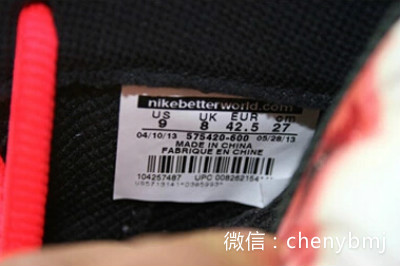 nikebetterworld.com
US UK EUR cm
9 8 42.5 27
04/10/13 575420-600 05/28/13
MADE IN CHINA
FABRIQUE EN CHINE
104257487 UPC
微信：chenybmj